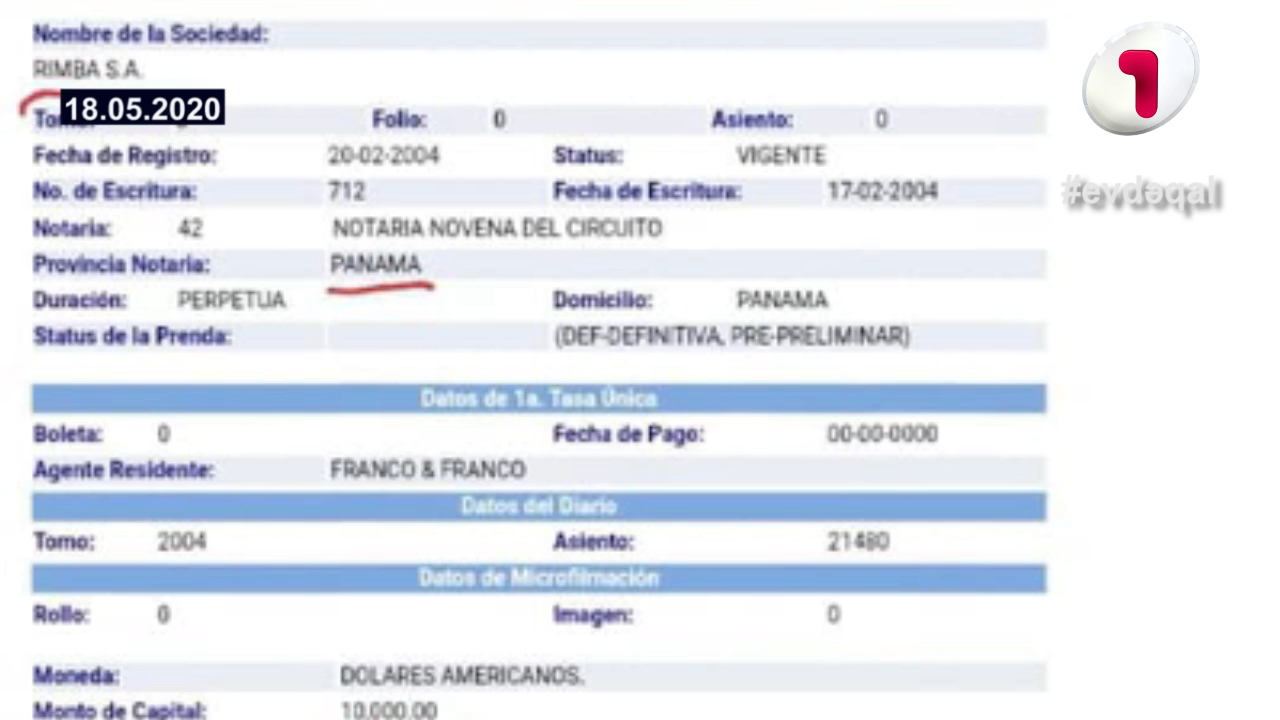 Nombre de la Sociedad:
RIMBA S.A.
18.05.2020
Folio: 0 Asiento: 0
Fecha de Registro: 20-02-2004 Status: VIGENTE
No. de Escritura: 712 Fecha de Escritura: 17-02-2004
Notaria: 42 NOTARIA NOVENA DEL CIRCUITO
Provincia Notaria: PANAMA
Duración: PERPETUA Domicilio: PANAMA
Status de la Prenda: (DEF-DEFINITIVA, PRE-PRELIMINAR)
Datos de 1a. Tasa Única
Boleta: 0 Fecha de Pago: 00-00-0000
Agente Residente: FRANCO & FRANCO
Datos del Diario
Tomo: 2004 Asiento: 21480
Datos de Microfilmación
Rollo: 0 Imagen: 0
Moneda: DOLARES AMERICANOS.
Monto de Capital: 10,000.00
1
#evdəqal